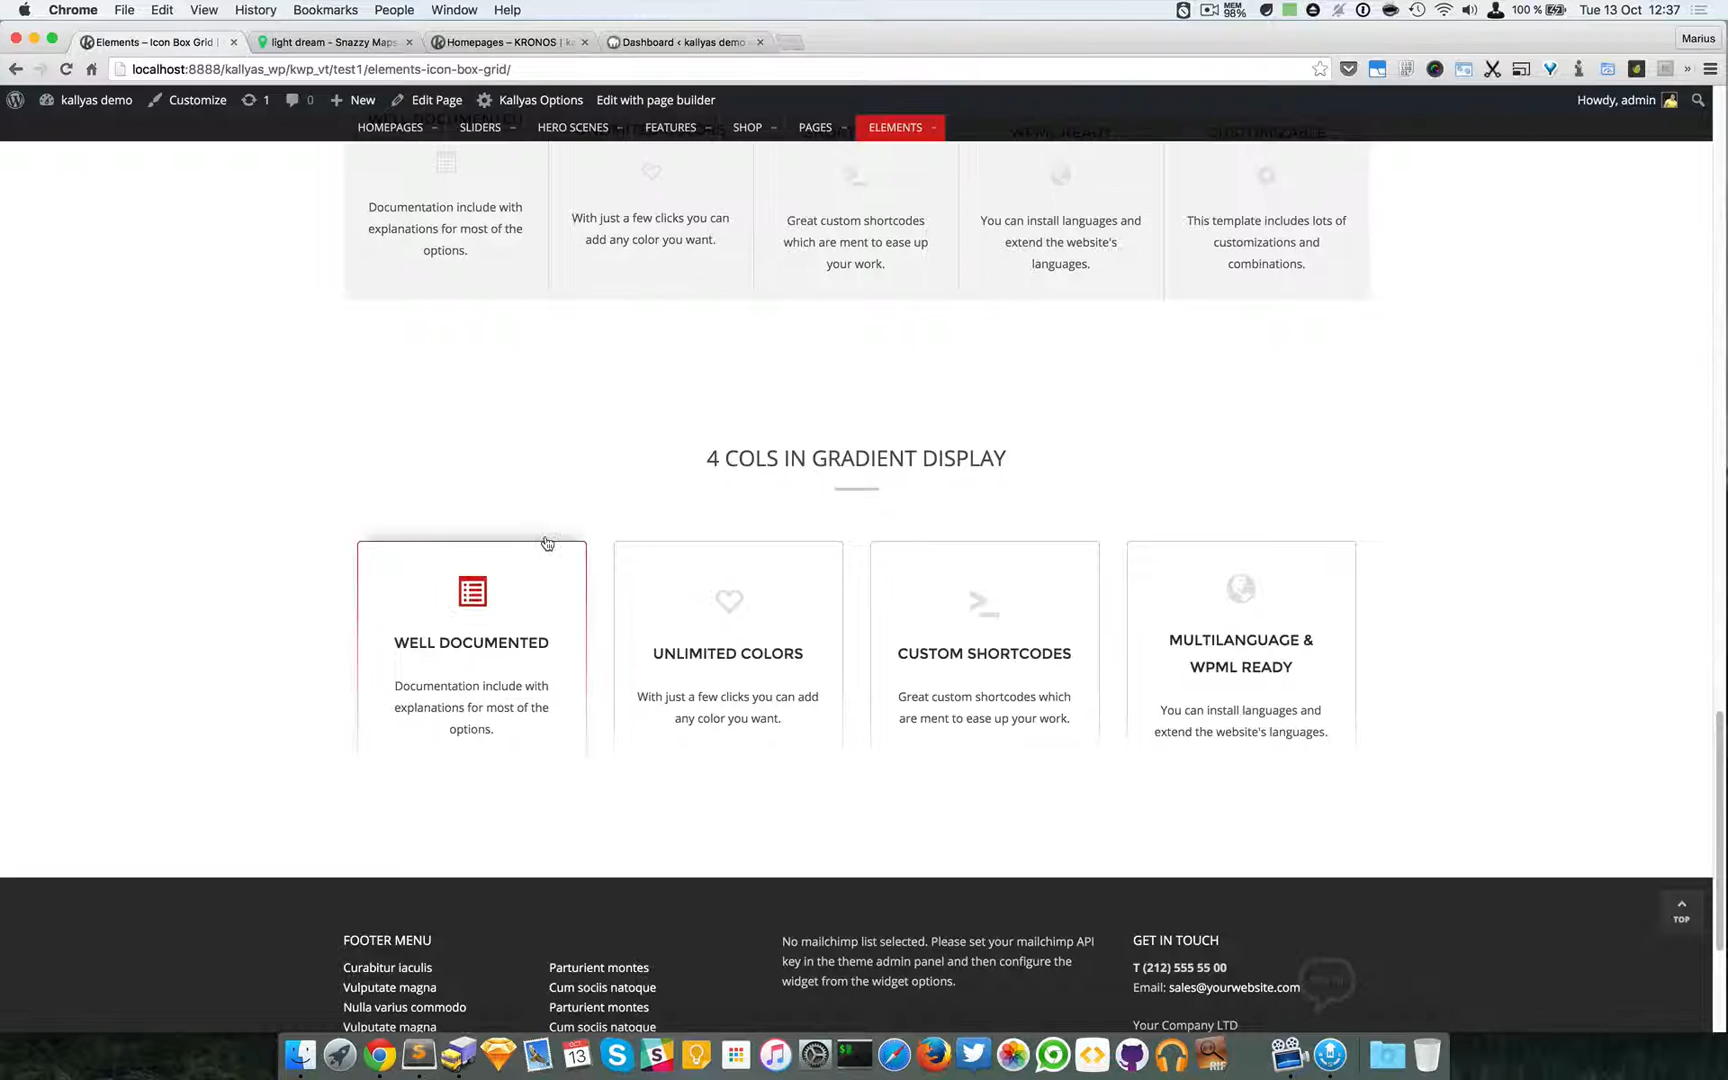 Chrome File Edit View History Bookmarks People Window Help
MEM 98% 100 % Tue 13 Oct 12:37
Elements – Icon Box Grid
light dream - Snazzy Maps
Homepages – KRONOS | ka
Dashboard ‹ kallyas demo
Marius
localhost:8888/kallyas_wp/kwp_vt/test1/elements-icon-box-grid/
kallyas demo Customize 1 0 New Edit Page Kallyas Options Edit with page builder Howdy, admin
HOMEPAGES SLIDERS HERO SCENES FEATURES SHOP PAGES ELEMENTS
Documentation include with
explanations for most of the
options.
With just a few clicks you can
add any color you want.
Great custom shortcodes
which are ment to ease up
your work.
You can install languages and
extend the website's
languages.
This template includes lots of
customizations and
combinations.
4 COLS IN GRADIENT DISPLAY
WELL DOCUMENTED
Documentation include with
explanations for most of the
options.
UNLIMITED COLORS
With just a few clicks you can add
any color you want.
CUSTOM SHORTCODES
Great custom shortcodes which
are ment to ease up your work.
MULTILANGUAGE &
WPML READY
You can install languages and
extend the website's languages.
TOP
FOOTER MENU
Curabitur iaculis
Vulputate magna
Nulla varius commodo
Vulputate magna
Parturient montes
Cum sociis natoque
Parturient montes
Cum sociis natoque
No mailchimp list selected. Please set your mailchimp API
key in the theme admin panel and then configure the
widget from the widget options.
GET IN TOUCH
T (212) 555 55 00
Email: sales@yourwebsite.com
Your Company LTD
13
RIF